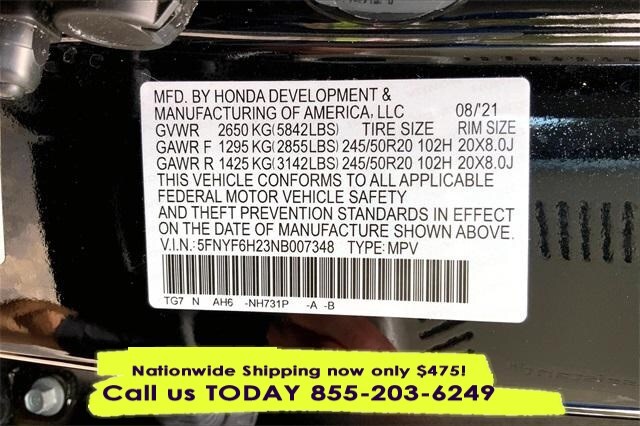 MFD. BY HONDA DEVELOPMENT &
MANUFACTURING OF AMERICA, LLC 08/'21
GVWR 2650 KG(5842LBS) TIRE SIZE RIM SIZE
GAWR F 1295 KG(2855LBS) 245/50R20 102H 20X8.0J
GAWR R 1425 KG(3142LBS) 245/50R20 102H 20X8.0J
THIS VEHICLE CONFORMS TO ALL APPLICABLE
FEDERAL MOTOR VEHICLE SAFETY
AND THEFT PREVENTION STANDARDS IN EFFECT
ON THE DATE OF MANUFACTURE SHOWN ABOVE.
V.I.N.:5FNYF6H23NB007348 TYPE:MPV
TG7 N AH6 -NH731P -A -B
Nationwide Shipping now only $475!
Call us TODAY 855-203-6249